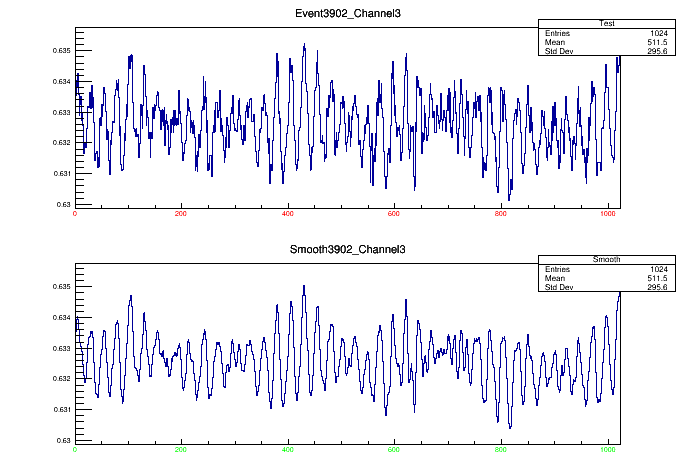 Event3902_Channel3
Test
Entries 1024
Mean 511.5
Std Dev 295.6
0.635
0.634
0.633
0.632
0.631
0.63
0 200 400 600 800 1000
Smooth3902_Channel3
Smooth
Entries 1024
Mean 511.5
Std Dev 295.6
0.635
0.634
0.633
0.632
0.631
0.63
0 200 400 600 800 1000